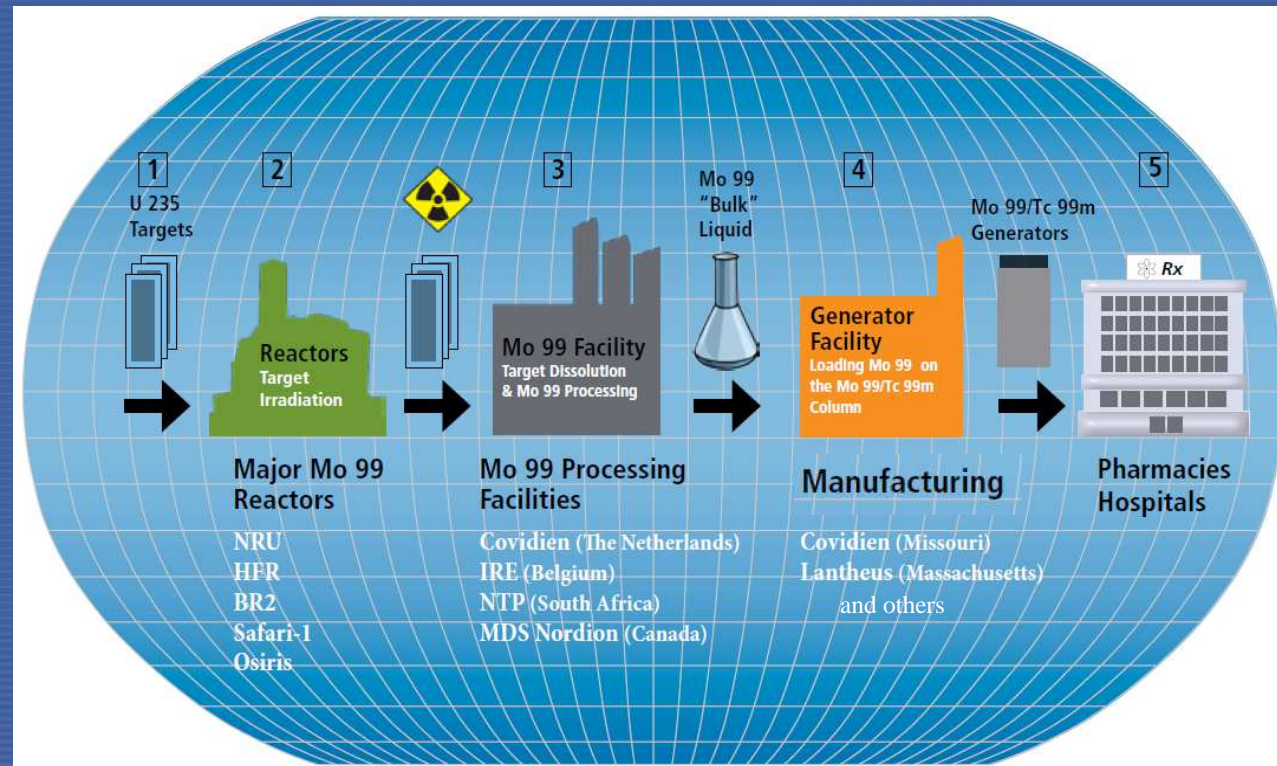 1
U 235
Targets
2
3
Mo 99
"Bulk"
Liquid
4
Mo 99/Tc 99m
Generators
5
Rx
Reactors
Target
Irradiation
Mo 99 Facility
Target Dissolution
& Mo 99 Processing
Generator
Facility
Loading Mo 99 on
the Mo 99/Tc 99m
Column
Major Mo 99
Reactors
NRU
HFR
BR2
Safari-1
Osiris
Mo 99 Processing
Facilities
Covidien (The Netherlands)
IRE (Belgium)
NTP (South Africa)
MDS Nordion (Canada)
Manufacturing
Covidien (Missouri)
Lantheus (Massachusetts)
and others
Pharmacies
Hospitals